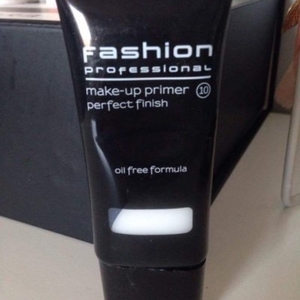 Fashion
professional
make-up primer 10
perfect finish
oil free formula